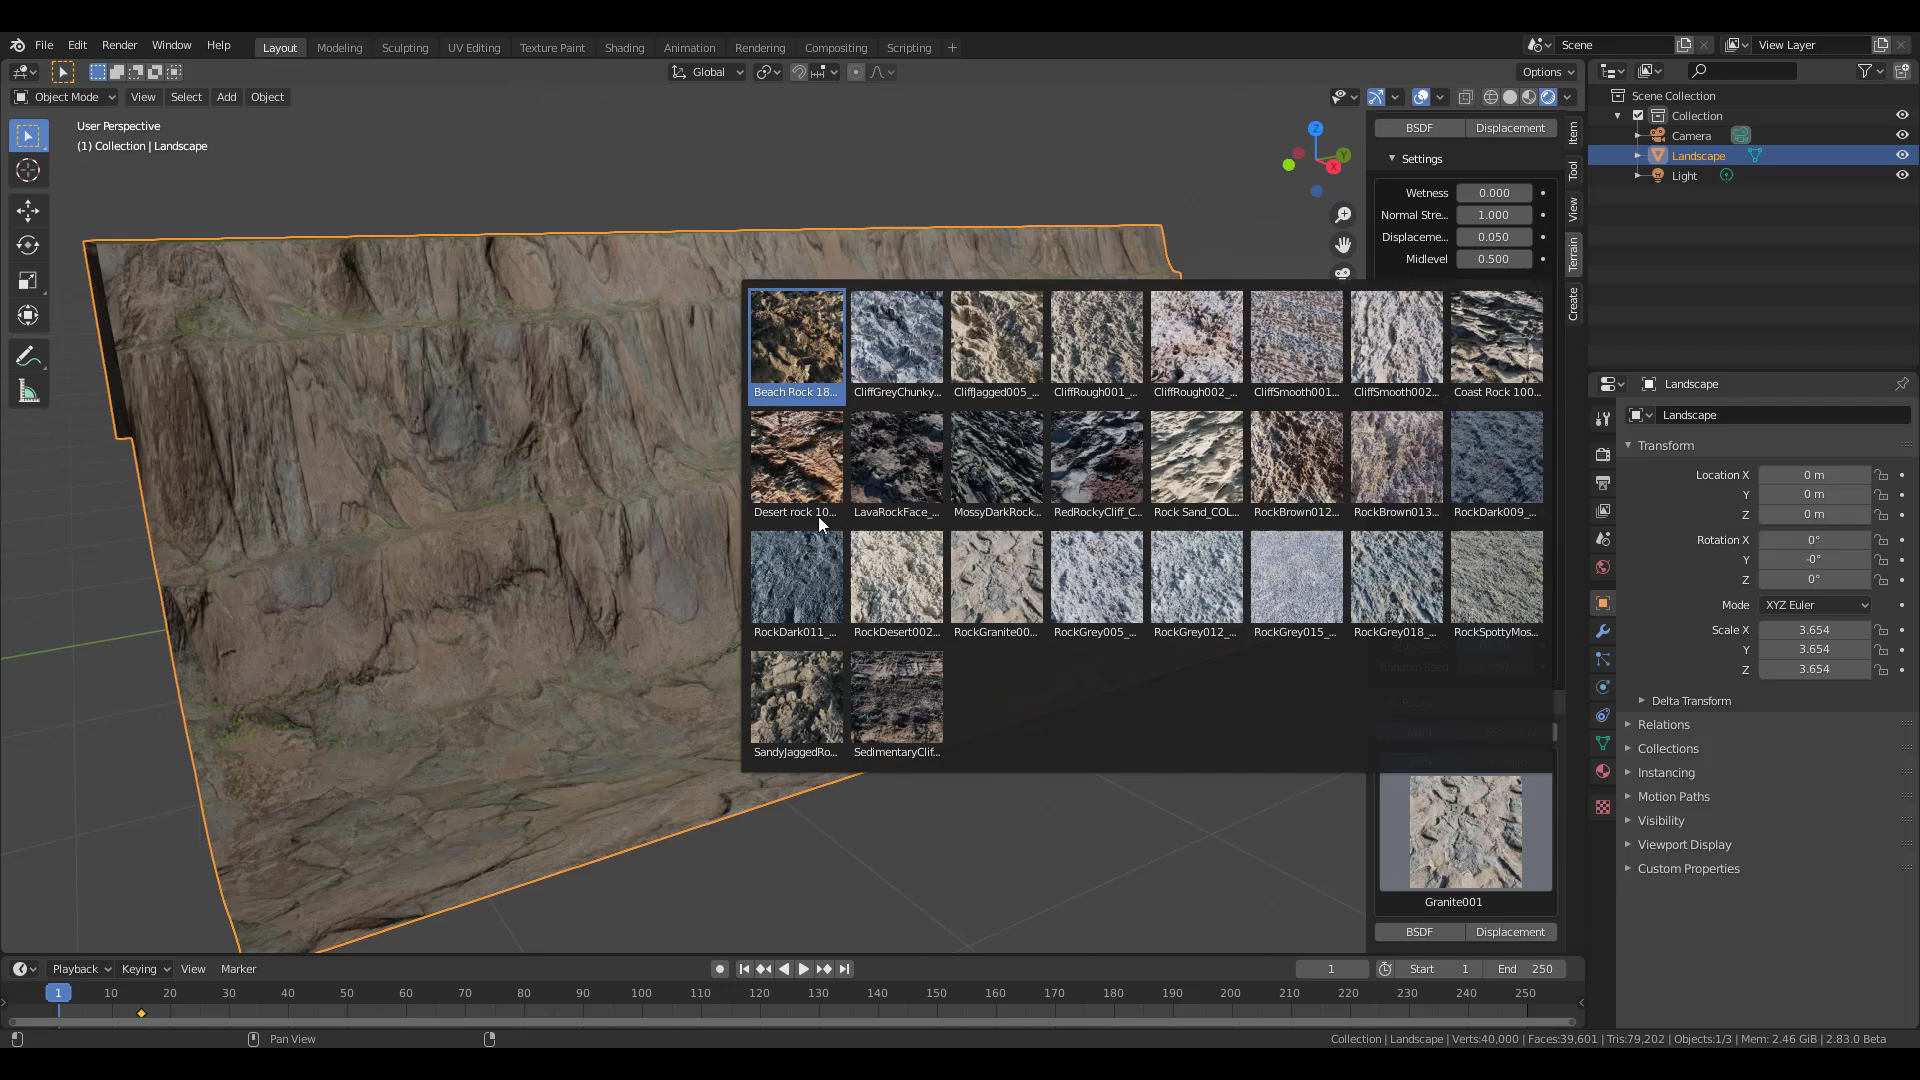 File Edit Render Window Help Layout Modeling Sculpting UV Editing Texture Paint Shading Animation Rendering Compositing Scripting + Scene View Layer
Global Options
Object Mode View Select Add Object
User Perspective
(1) Collection | Landscape
Z Y X
Scene Collection
Collection
Camera
Landscape
Light
Item
Tool
View
Terrain
Create
BSDF Displacement
Settings
Wetness 0.000
Normal Stre... 1.000
Displaceme... 0.050
Midlevel 0.500
Beach Rock 18... CliffGreyChunky... CliffJagged005_... CliffRough001_... CliffRough002_... CliffSmooth001... CliffSmooth002... Coast Rock 100...
Desert rock 10... LavaRockFace_... MossyDarkRock... RedRockyCliff_C... Rock Sand_COL... RockBrown012... RockBrown013... RockDark009_...
RockDark011_... RockDesert002... RockGranite00... RockGrey005_... RockGrey012_... RockGrey015_... RockGrey018_... RockSpottyMos...
SandyJaggedRo... SedimentaryClif...
Random Seed
Granite001
BSDF Displacement
Landscape
Landscape
Transform
Location X 0 m
Y 0 m
Z 0 m
Rotation X 0°
Y -0°
Z 0°
Mode XYZ Euler
Scale X 3.654
Y 3.654
Z 3.654
Delta Transform
Relations
Collections
Instancing
Motion Paths
Visibility
Viewport Display
Custom Properties
Playback Keying View Marker 1 Start 1 End 250
1 10 20 30 40 50 60 70 80 90 100 110 120 130 140 150 160 170 180 190 200 210 220 230 240 250
Pan View
Collection | Landscape | Verts:40,000 | Faces:39,601 | Tris:79,202 | Objects:1/3 | Mem: 2.46 GiB | 2.83.0 Beta